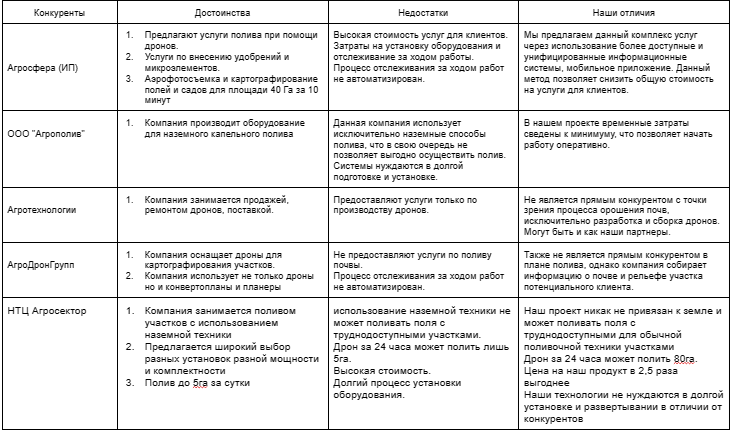 Конкуренты
Достоинства
Недостатки
Наши отличия
Агросфера (ИП)
1. Предлагают услуги полива при помощи
дронов.
2. Услуги по внесению удобрений и
микроэлементов.
3. Аэрофотосъемка и картографирование
полей и садов для площади 40 Га за 10
минут
Высокая стоимость услуг для клиентов.
Затраты на установку оборудования и
отслеживание за ходом работы.
Процесс отслеживания за ходом работ
не автоматизирован.
Мы предлагаем данный комплекс услуг
через использование более доступные и
унифицированные информационные
системы, мобильное приложение. Данный
метод позволяет снизить общую стоимость
на услуги для клиентов.
ООО "Агрополив"
1. Компания производит оборудование
для наземного капельного полива
Данная компания использует
исключительно наземные способы
полива, что в свою очередь не
позволяет выгодно осуществить полив.
Системы нуждаются в долгой
подготовке и установке.
В нашем проекте временные затраты
сведены к минимуму, что позволяет начать
работу оперативно.
Агротехнологии
1. Компания занимается продажей,
ремонтом дронов, поставкой.
Предоставляют услуги только по
производству дронов.
Не является прямым конкурентом с точки
зрения процесса орошения почв,
исключительно разработка и сборка дронов.
Могут быть и как наши партнеры.
АгроДронГрупп
1. Компания оснащает дроны для
картографирования участков.
2. Компания использует не только дроны
но и конвертопланы и планеры
Не предоставляют услуги по поливу
почвы.
Процесс отслеживания за ходом работ
не автоматизирован.
Также не является прямым конкурентом в
плане полива, однако компания собирает
информацию о почве и рельефе участка
потенциального клиента.
НТЦ Агросектор
1. Компания занимается поливом
участков с использованием
наземной техники
2. Предлагается широкий выбор
разных установок разной мощности
и комплектности
3. Полив до 5га за сутки
использование наземной техники не
может поливать поля с
труднодоступными участками.
Дрон за 24 часа может полить лишь
5га.
Высокая стоимость.
Долгий процесс установки
оборудования.
Наш проект никак не привязан к земле и
может поливать поля с
труднодоступными для обычной
поливочной техники участками
Дрон за 24 часа может полить 80га.
Цена на наш продукт в 2,5 раза
выгоднее
Наши технологии не нуждаются в долгой
установке и развертывании в отличии от
конкурентов